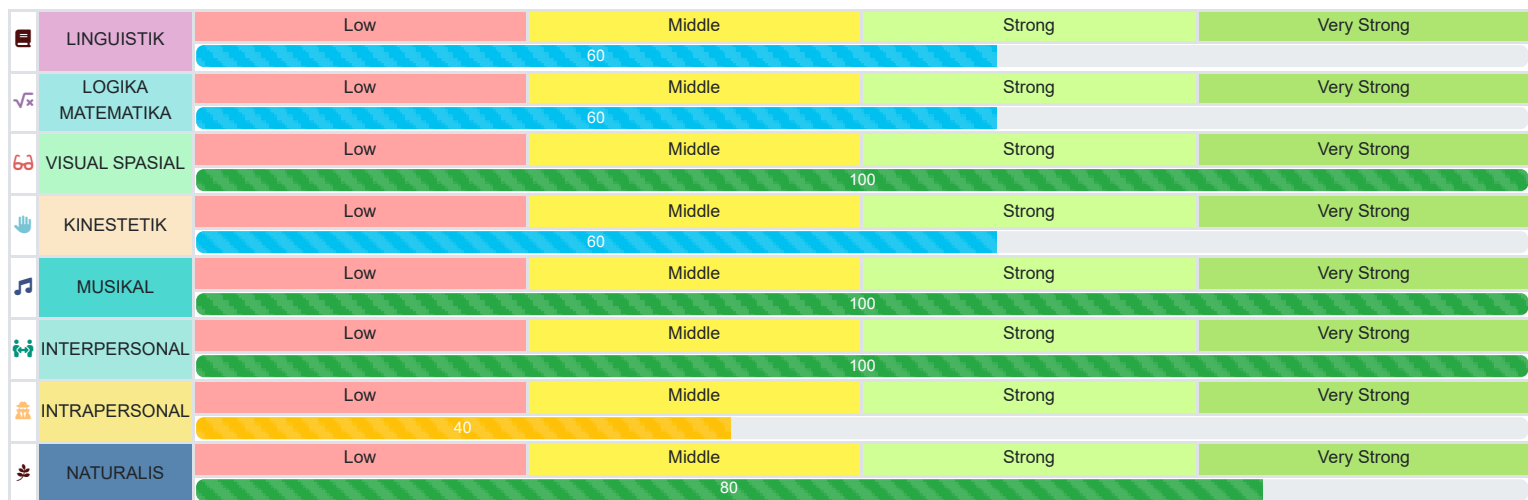 LINGUISTIK
Low Middle Strong Very Strong
60
LOGIKA
MATEMATIKA
Low Middle Strong Very Strong
60
VISUAL SPASIAL
Low Middle Strong Very Strong
100
KINESTETIK
Low Middle Strong Very Strong
60
MUSIKAL
Low Middle Strong Very Strong
100
INTERPERSONAL
Low Middle Strong Very Strong
100
INTRAPERSONAL
Low Middle Strong Very Strong
40
NATURALIS
Low Middle Strong Very Strong
80